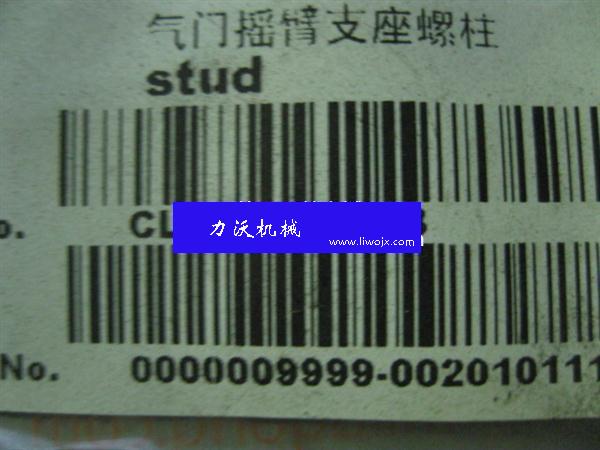 气门摇臂支座螺柱
stud
o. CL
力沃机械
www.liwojx.com
No. 0000009999-002010111